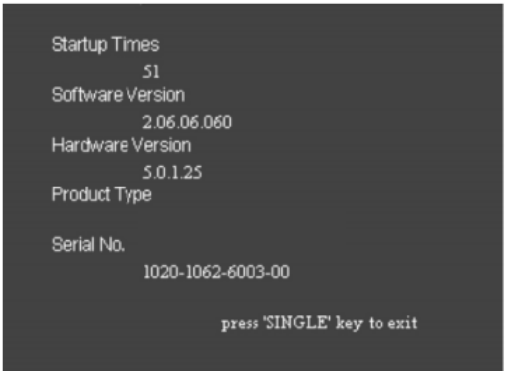 Startup Times
51
Software Version
2.06.06.060
Hardware Version
5.0.1.25
Product Type
Serial No.
1020-1062-6003-00
press 'SINGLE' key to exit